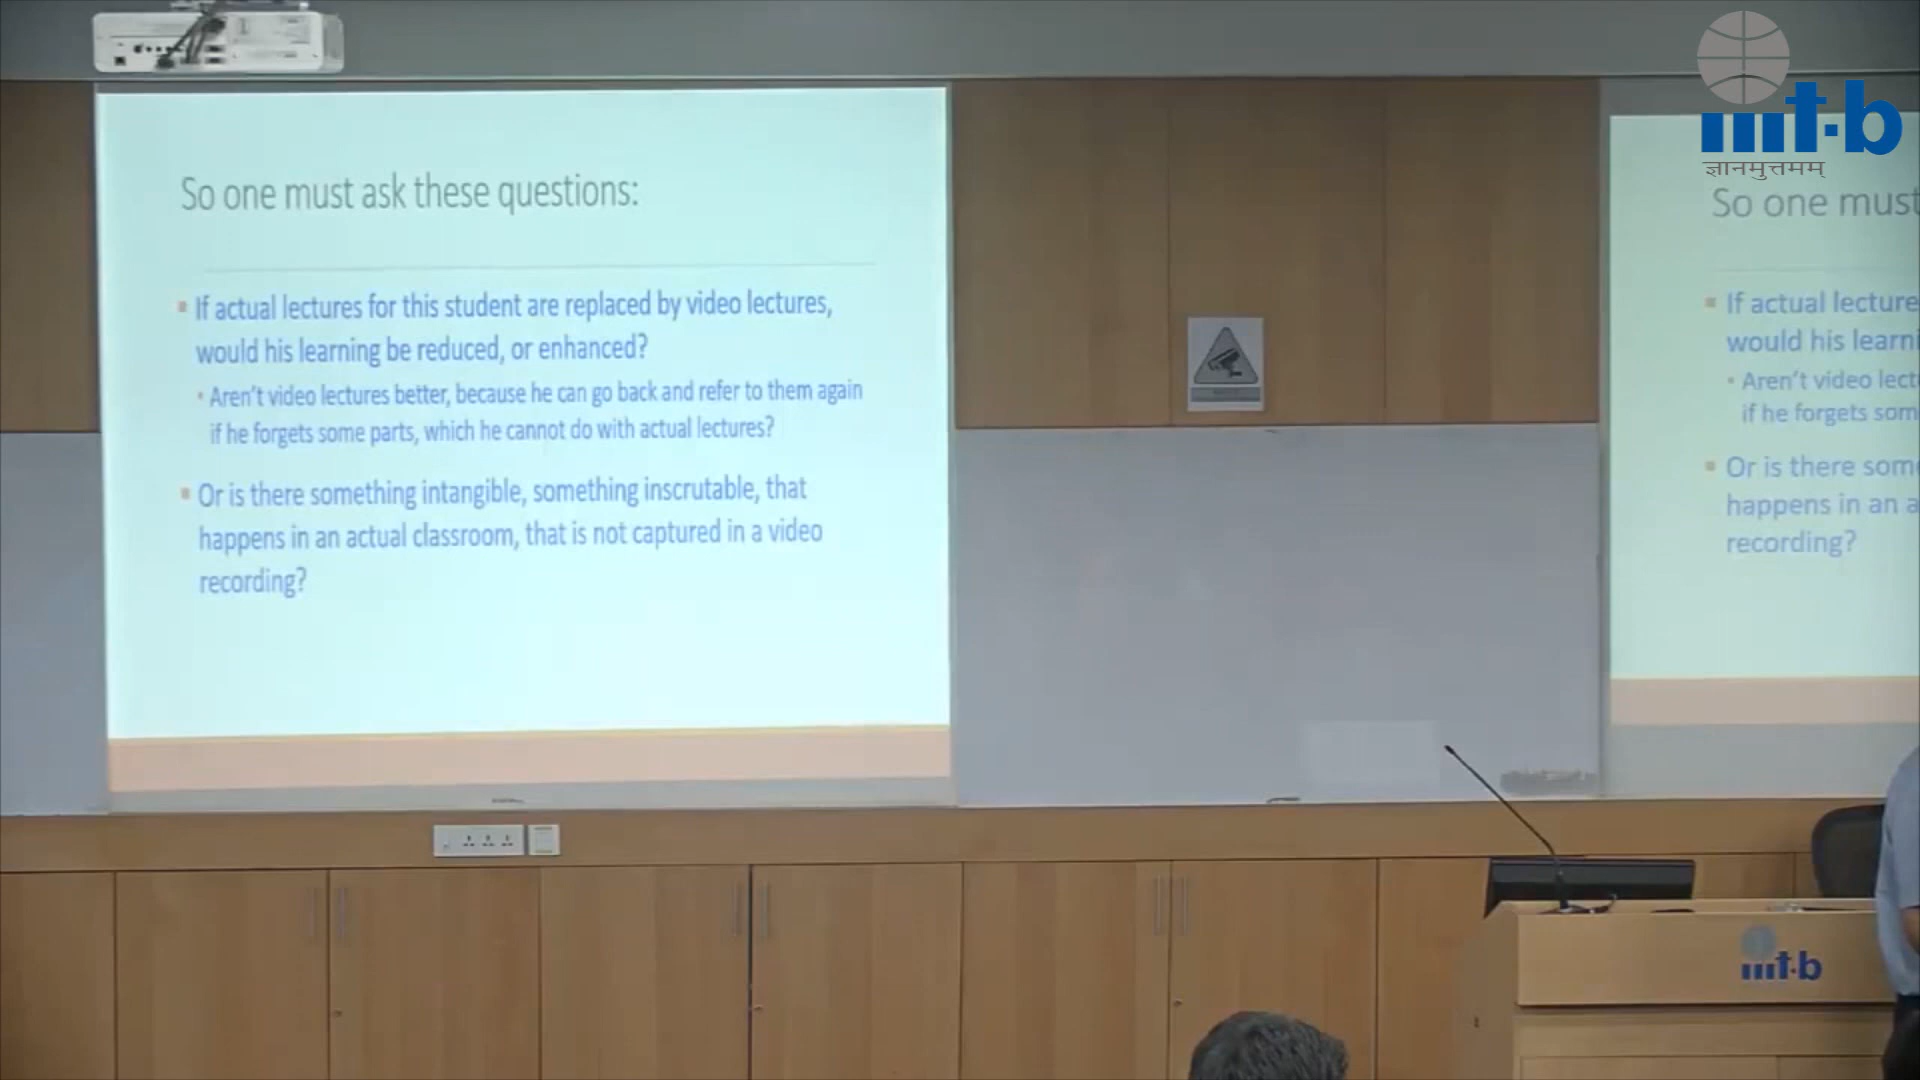 So one must ask these questions:
▪ If actual lectures for this student are replaced by video lectures,
would his learning be reduced, or enhanced?
▪ Aren't video lectures better, because he can go back and refer to them again
if he forgets some parts, which he cannot do with actual lectures?
▪ Or is there something intangible, something inscrutable, that
happens in an actual classroom, that is not captured in a video
recording?
iiit-b
ज्ञानमुत्तमम्
So one must
▪ If actual lecture
would his learni
▪ Aren't video lect
if he forgets som
▪ Or is there som
happens in an a
recording?
iiit-b